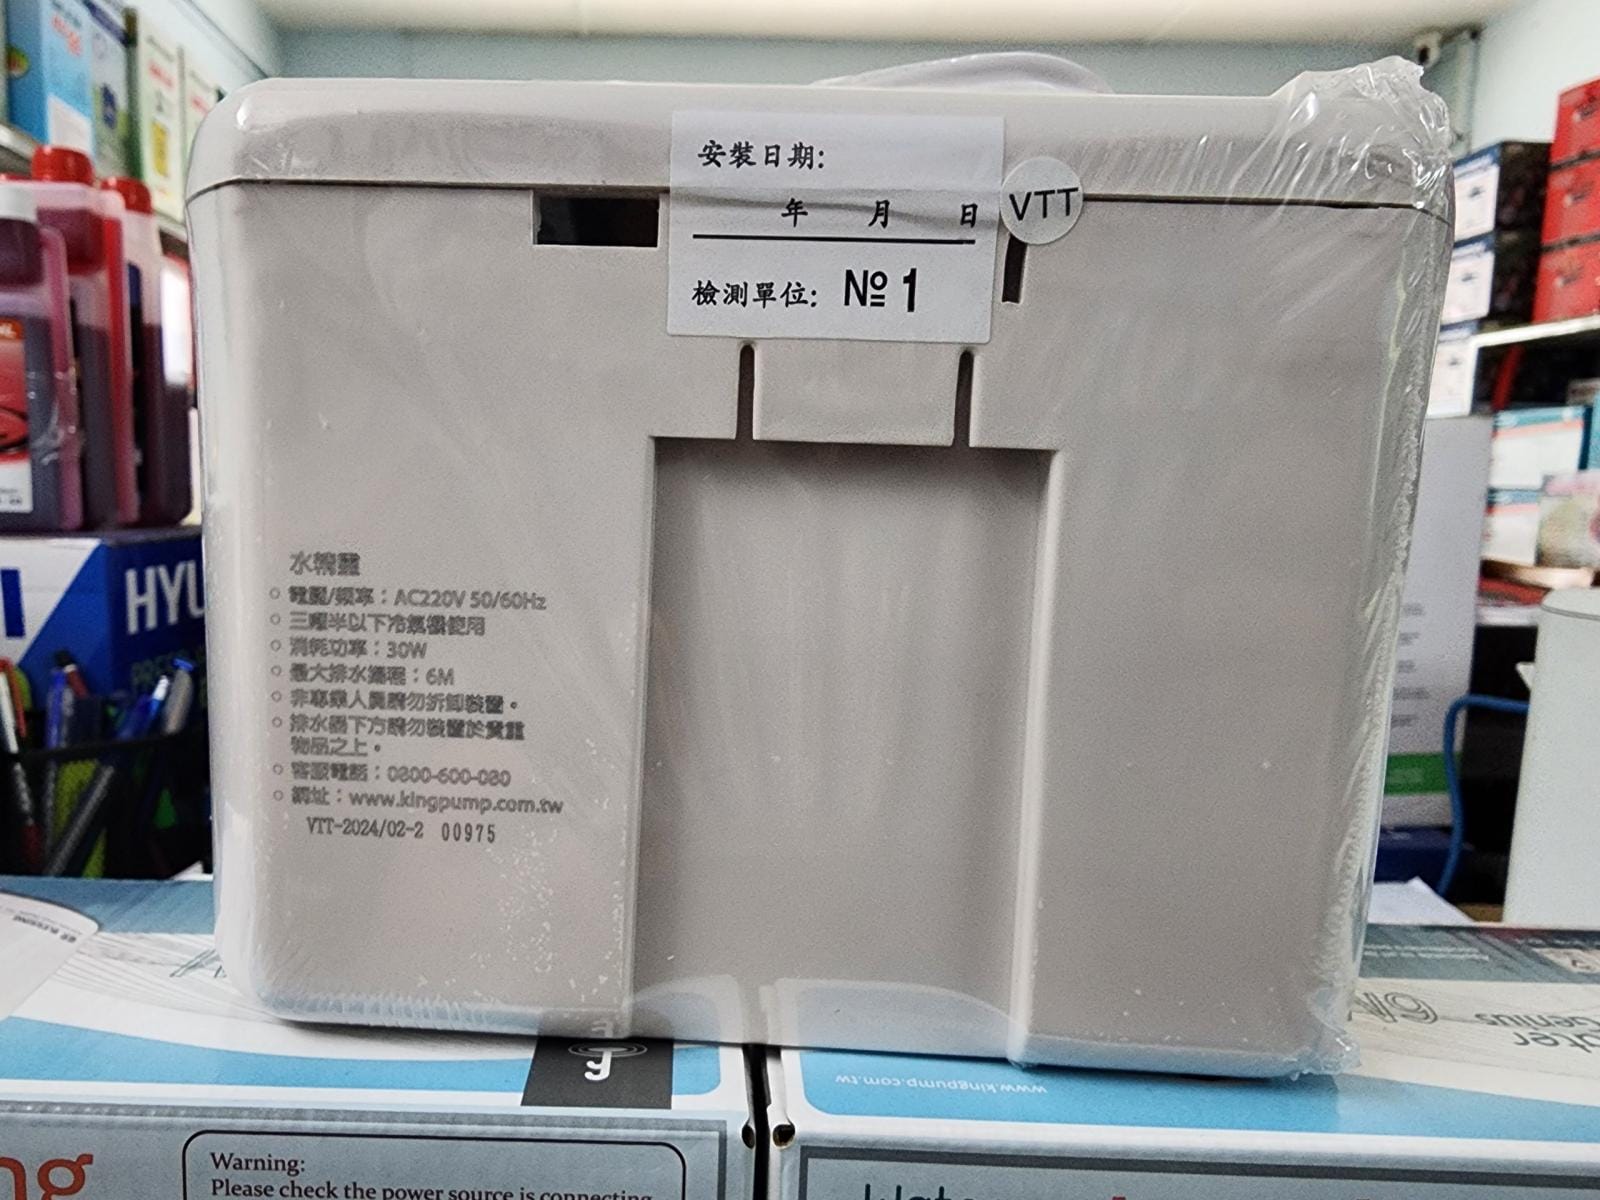 安裝日期:
年 月 日
檢測單位: № 1
VTT
水精靈
○ 電壓/頻率：AC220V 50/60Hz
○ 三噸半以下冷氣機使用
○ 消耗功率：30W
○ 最大排水揚程：6M
○ 非專業人員請勿拆卸裝置。
○ 排水器下方請勿裝置於貴重
物品之上。
○ 客服電話：0800-600-080
○ 網址：www.kingpump.com.tw
VTT-2024/02-2 00975
HYU
www.kingpump.com.tw
ng
Warning:
Please check the power source is connecting